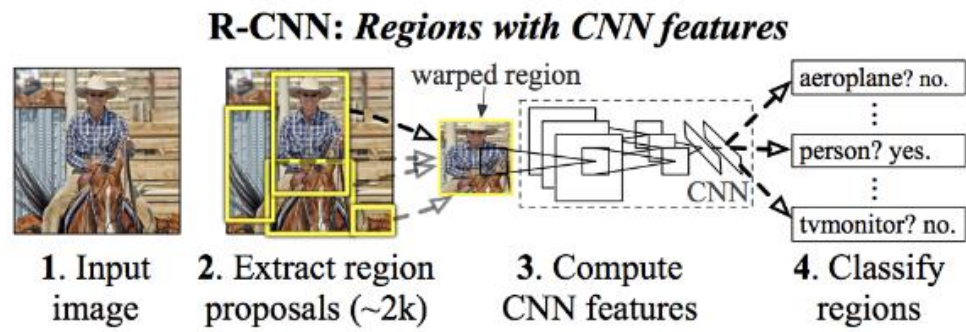 R-CNN: Regions with CNN features
warped region
aeroplane? no.
person? yes.
CNN
tvmonitor? no.
1. Input
image
2. Extract region
proposals (~2k)
3. Compute
CNN features
4. Classify
regions